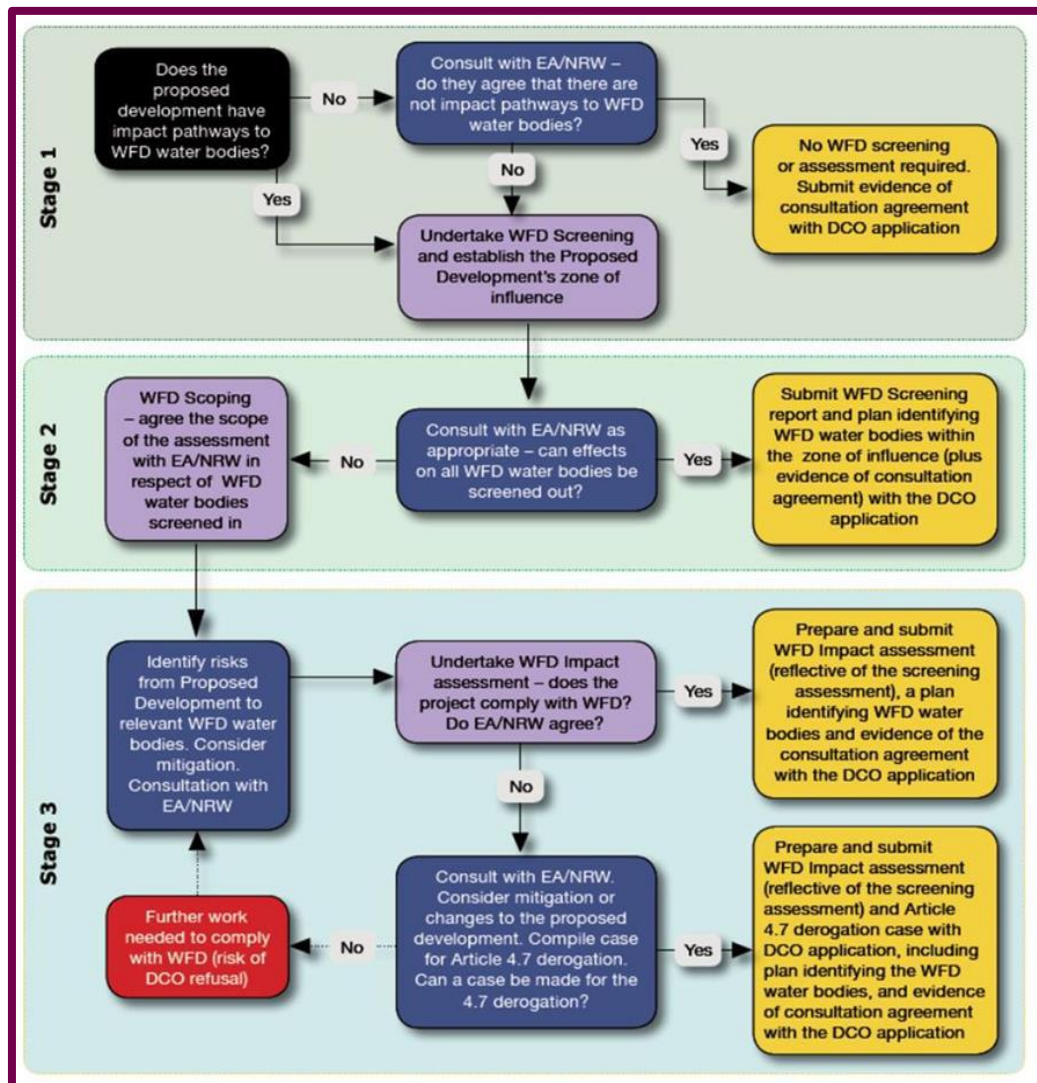 Stage 1
Does the
proposed
development have
impact pathways to
WFD water bodies?
No
Consult with EA/NRW –
do they agree that there are
not impact pathways to WFD
water bodies?
Yes
No WFD screening
or assessment required.
Submit evidence of
consultation agreement
with DCO application
No
Yes
Undertake WFD Screening
and establish the Proposed
Development's zone of
influence
Stage 2
WFD Scoping
– agree the scope
of the assessment
with EA/NRW in
respect of WFD
water bodies
screened in
No
Consult with EA/NRW as
appropriate – can effects
on all WFD water bodies be
screened out?
Yes
Submit WFD Screening
report and plan identifying
WFD water bodies within
the zone of influence (plus
evidence of consultation
agreement) with the DCO
application
Stage 3
Identify risks
from Proposed
Development to
relevant WFD water
bodies. Consider
mitigation.
Consultation with
EA/NRW
Undertake WFD Impact
assessment – does the
project comply with WFD?
Do EA/NRW agree?
Yes
Prepare and submit
WFD Impact assessment
(reflective of the screening
assessment), a plan
identifying WFD water
bodies and evidence of the
consultation agreement
with the DCO application
No
Further work
needed to comply
with WFD (risk of
DCO refusal)
No
Consult with EA/NRW.
Consider mitigation or
changes to the proposed
development. Compile case
for Article 4.7 derogation.
Can a case be made for the
4.7 derogation?
Yes
Prepare and submit
WFD Impact assessment
(reflective of the screening
assessment) and Article
4.7 derogation case with
DCO application, including
plan identifying the WFD
water bodies, and evidence
of consultation agreement
with the DCO application